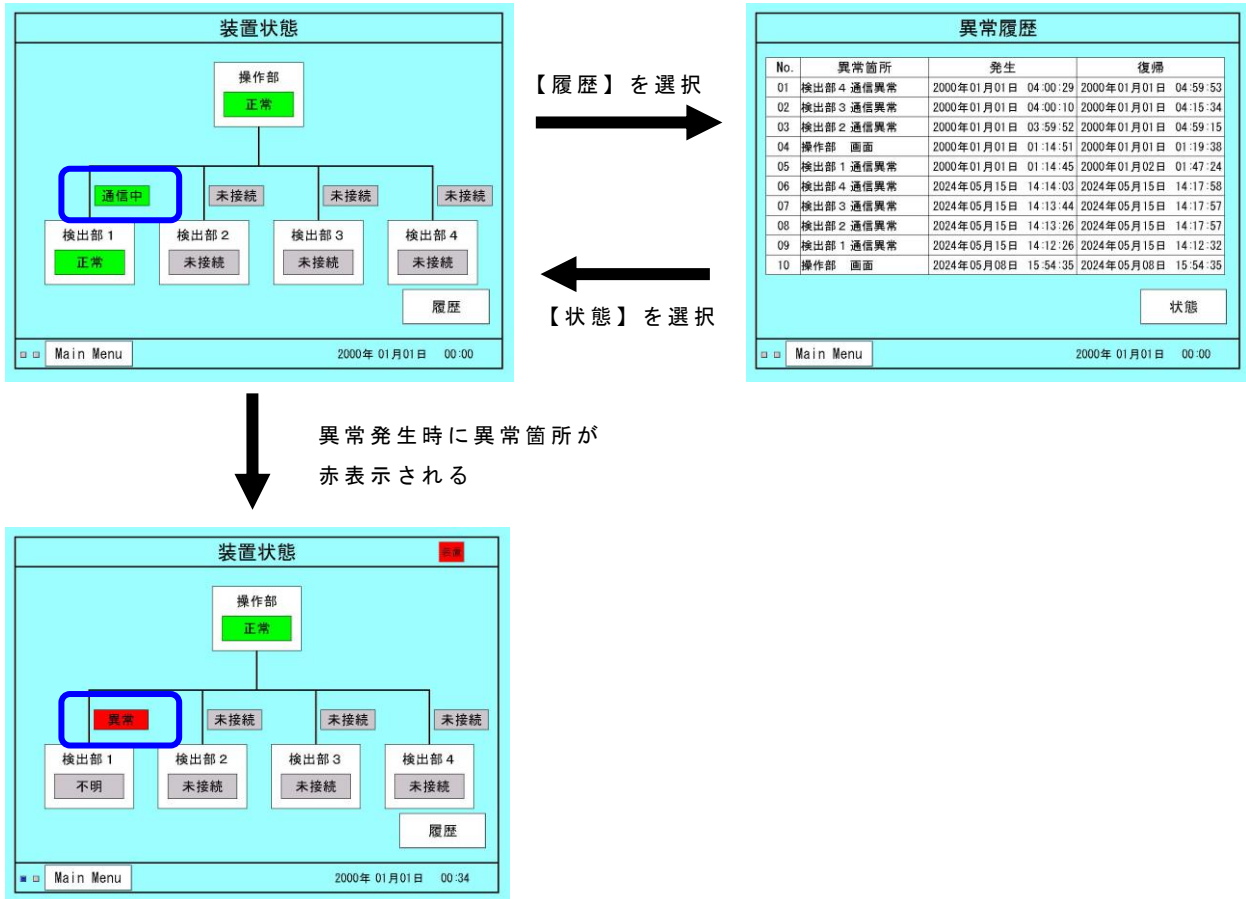 装置状態
操作部
正常
通信中
未接続
未接続
未接続
検出部1
検出部2
検出部3
検出部4
正常
未接続
未接続
未接続
履歴
Main Menu
2000年 01月01日 00:00
【履歴】を選択
【状態】を選択
異常履歴
No. 異常箇所 発生 復帰
01 検出部4 通信異常 2000年01月01日 04:00:29 2000年01月01日 04:59:53
02 検出部3 通信異常 2000年01月01日 04:00:10 2000年01月01日 04:15:34
03 検出部2 通信異常 2000年01月01日 03:59:52 2000年01月01日 04:59:15
04 操作部 画面 2000年01月01日 01:14:51 2000年01月01日 01:19:38
05 検出部1 通信異常 2000年01月01日 01:14:45 2000年01月02日 01:47:24
06 検出部4 通信異常 2024年05月15日 14:14:03 2024年05月15日 14:17:58
07 検出部3 通信異常 2024年05月15日 14:13:44 2024年05月15日 14:17:57
08 検出部2 通信異常 2024年05月15日 14:13:26 2024年05月15日 14:17:57
09 検出部1 通信異常 2024年05月15日 14:12:26 2024年05月15日 14:12:32
10 操作部 画面 2024年05月08日 15:54:35 2024年05月08日 15:54:35
状態
Main Menu
2000年 01月01日 00:00
異常発生時に異常箇所が
赤表示される
装置状態
操作部
正常
異常
未接続
未接続
未接続
検出部1
検出部2
検出部3
検出部4
不明
未接続
未接続
未接続
履歴
Main Menu
2000年 01月01日 00:34